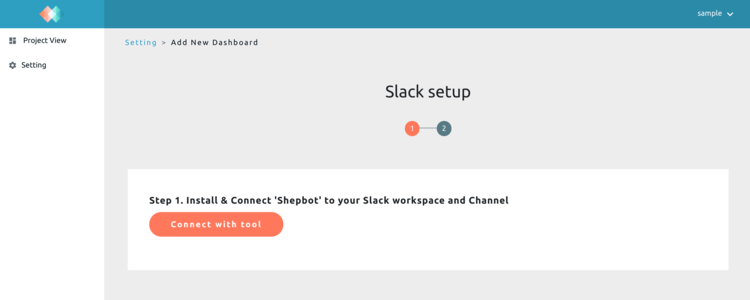 sample
Project View
Setting
Setting > Add New Dashboard
Slack setup
1 2
Step 1. Install & Connect 'Shepbot' to your Slack workspace and Channel
Connect with tool